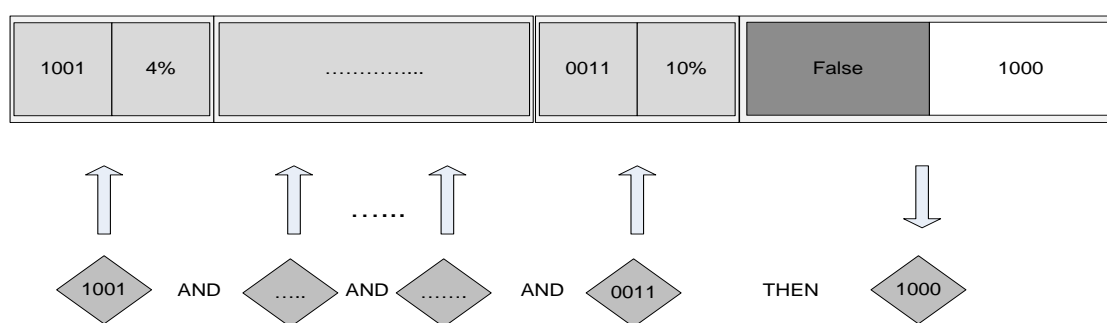 1001 4% …………... 0011 10% False 1000
……
1001 AND ….. AND ……. AND 0011 THEN 1000